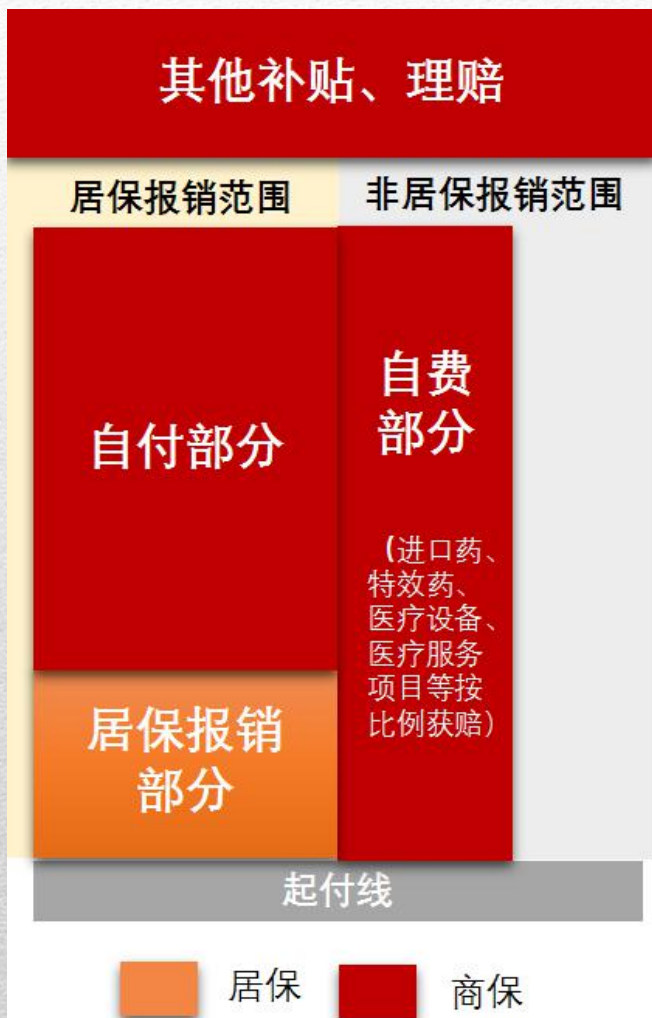 其他补贴、理赔
居保报销范围
非居保报销范围
自付部分
自费
部分
(进口药、
特效药、
医疗设备、
医疗服务
项目等按
比例获赔）
居保报销
部分
起付线
居保
商保